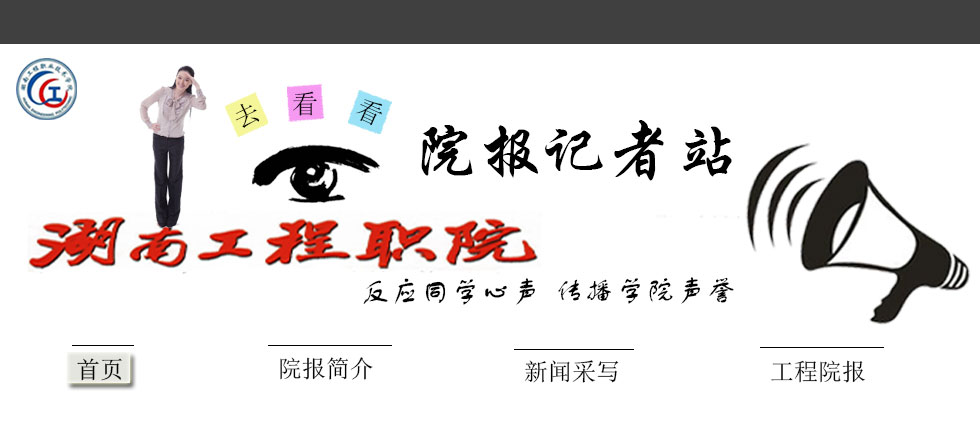 去看看
院报记者站
湖南工程职院
反应同学心声 传播学院声誉
首页 院报简介 新闻采写 工程院报